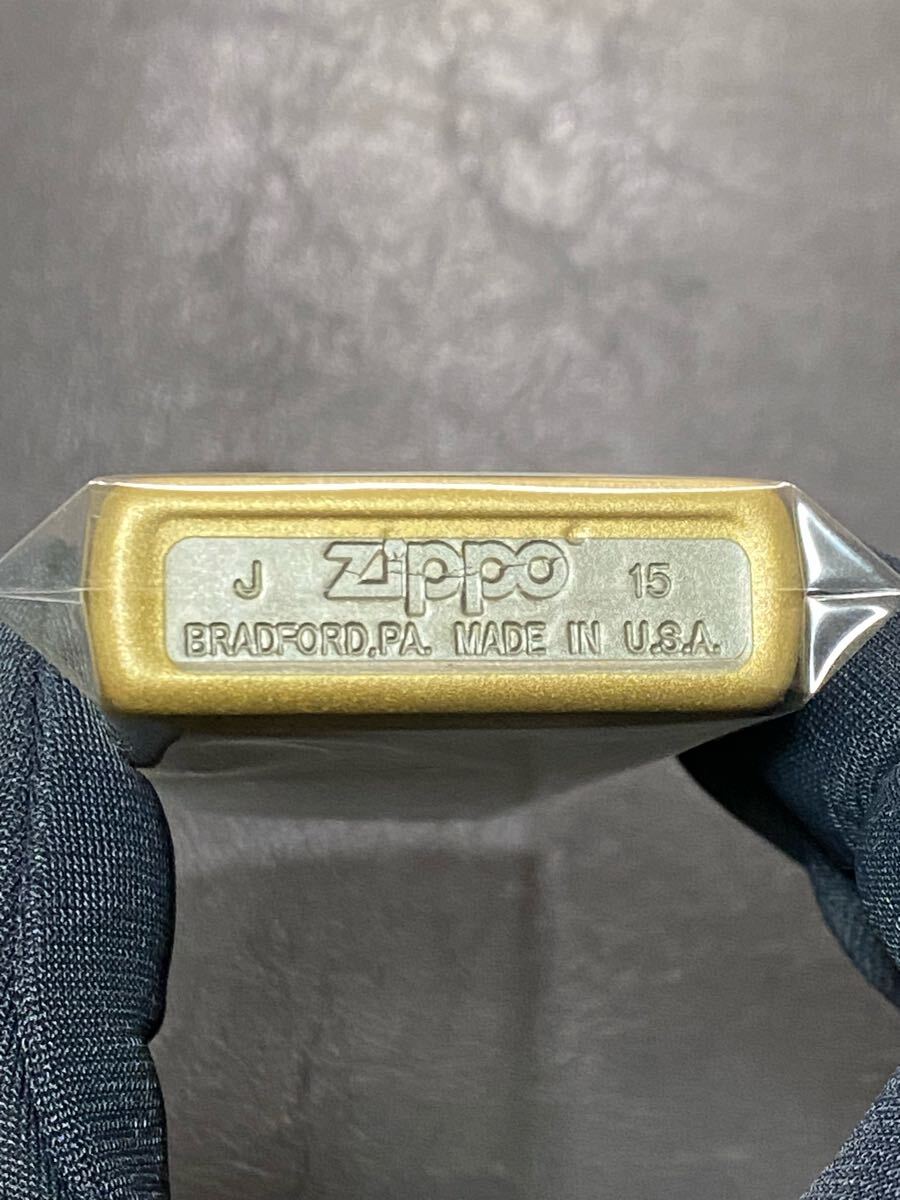 J Zippo 15
BRADFORD,PA. MADE IN U.S.A.